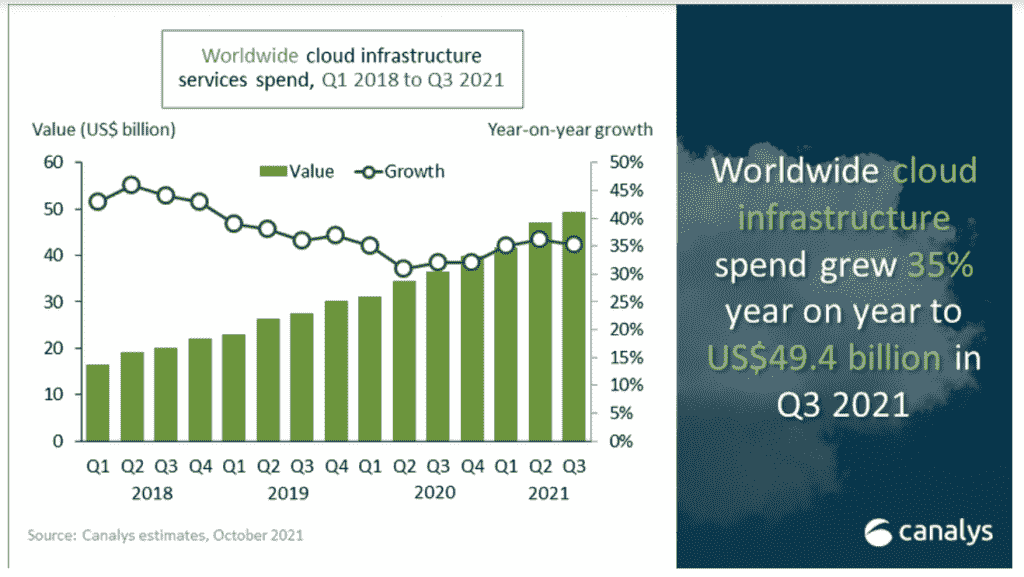 Worldwide cloud infrastructure
services spend, Q1 2018 to Q3 2021
Value (US$ billion)
Year-on-year growth
Value
Growth
60
50
40
30
20
10
0
50%
45%
40%
35%
30%
25%
20%
15%
10%
5%
0%
Q1 Q2 Q3 Q4 Q1 Q2 Q3 Q4 Q1 Q2 Q3 Q4 Q1 Q2 Q3
2018 2019 2020 2021
Source: Canalys estimates, October 2021
Worldwide cloud
infrastructure
spend grew 35%
year on year to
US$49.4 billion in
Q3 2021
canalys